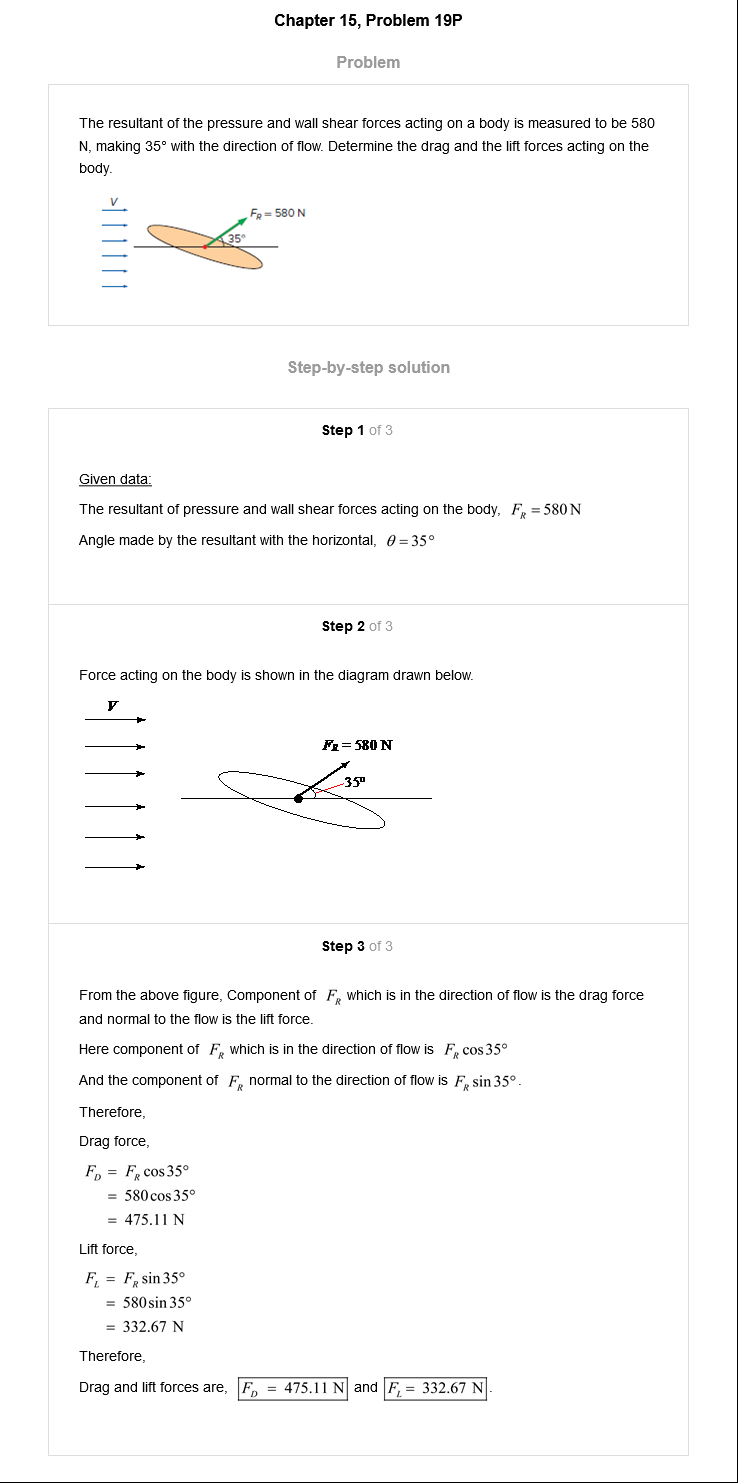 Chapter 15, Problem 19P
Problem
The resultant of the pressure and wall shear forces acting on a body is measured to be 580
N, making 35° with the direction of flow. Determine the drag and the lift forces acting on the
body.
V
F_R = 580 N
35°
Step-by-step solution
Step 1 of 3
Given data:
The resultant of pressure and wall shear forces acting on the body, F_R = 580 N
Angle made by the resultant with the horizontal, θ = 35°
Step 2 of 3
Force acting on the body is shown in the diagram drawn below.
V
F_R = 580 N
35°
Step 3 of 3
From the above figure, Component of F_R which is in the direction of flow is the drag force
and normal to the flow is the lift force.
Here component of F_R which is in the direction of flow is F_R cos 35°
And the component of F_R normal to the direction of flow is F_R sin 35°.
Therefore,
Drag force,
F_D = F_R cos 35°
= 580 cos 35°
= 475.11 N
Lift force,
F_L = F_R sin 35°
= 580 sin 35°
= 332.67 N
Therefore,
Drag and lift forces are, F_D = 475.11 N and F_L = 332.67 N.